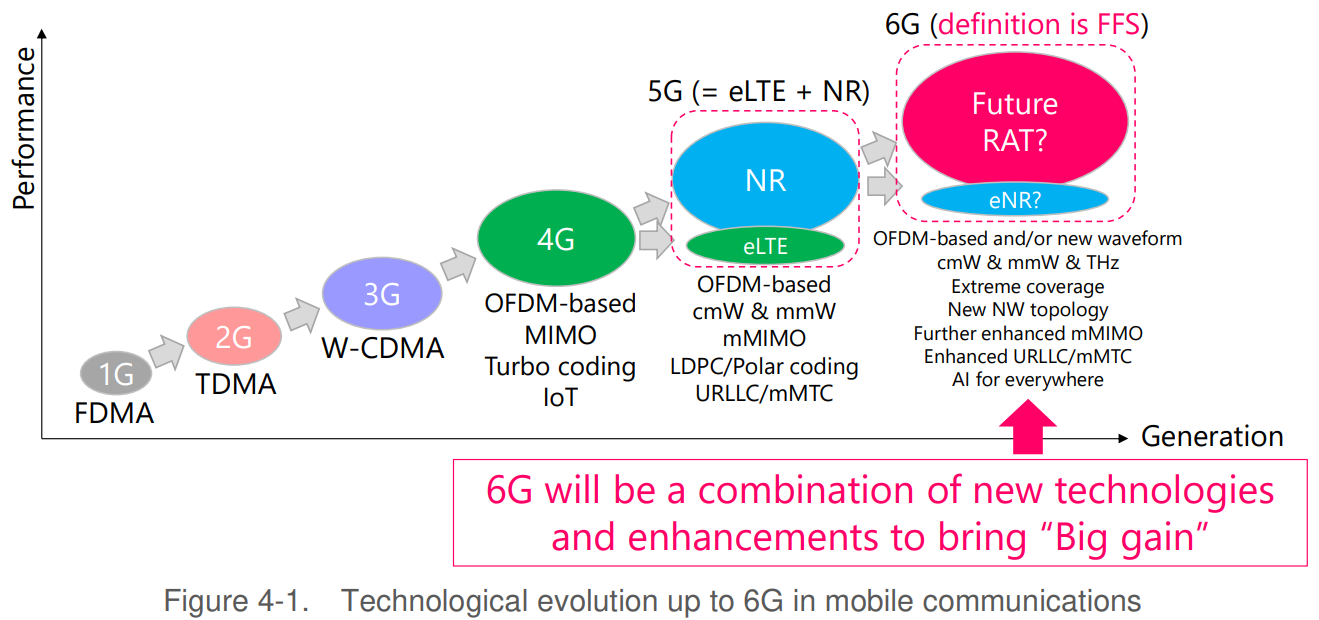 Performance
1G
FDMA
2G
TDMA
3G
W-CDMA
4G
OFDM-based
MIMO
Turbo coding
IoT
5G (= eLTE + NR)
NR
eLTE
OFDM-based
cmW & mmW
mMIMO
LDPC/Polar coding
URLLC/mMTC
6G (definition is FFS)
Future
RAT?
eNR?
OFDM-based and/or new waveform
cmW & mmW & THz
Extreme coverage
New NW topology
Further enhanced mMIMO
Enhanced URLLC/mMTC
AI for everywhere
Generation
6G will be a combination of new technologies
and enhancements to bring “Big gain”
Figure 4-1. Technological evolution up to 6G in mobile communications